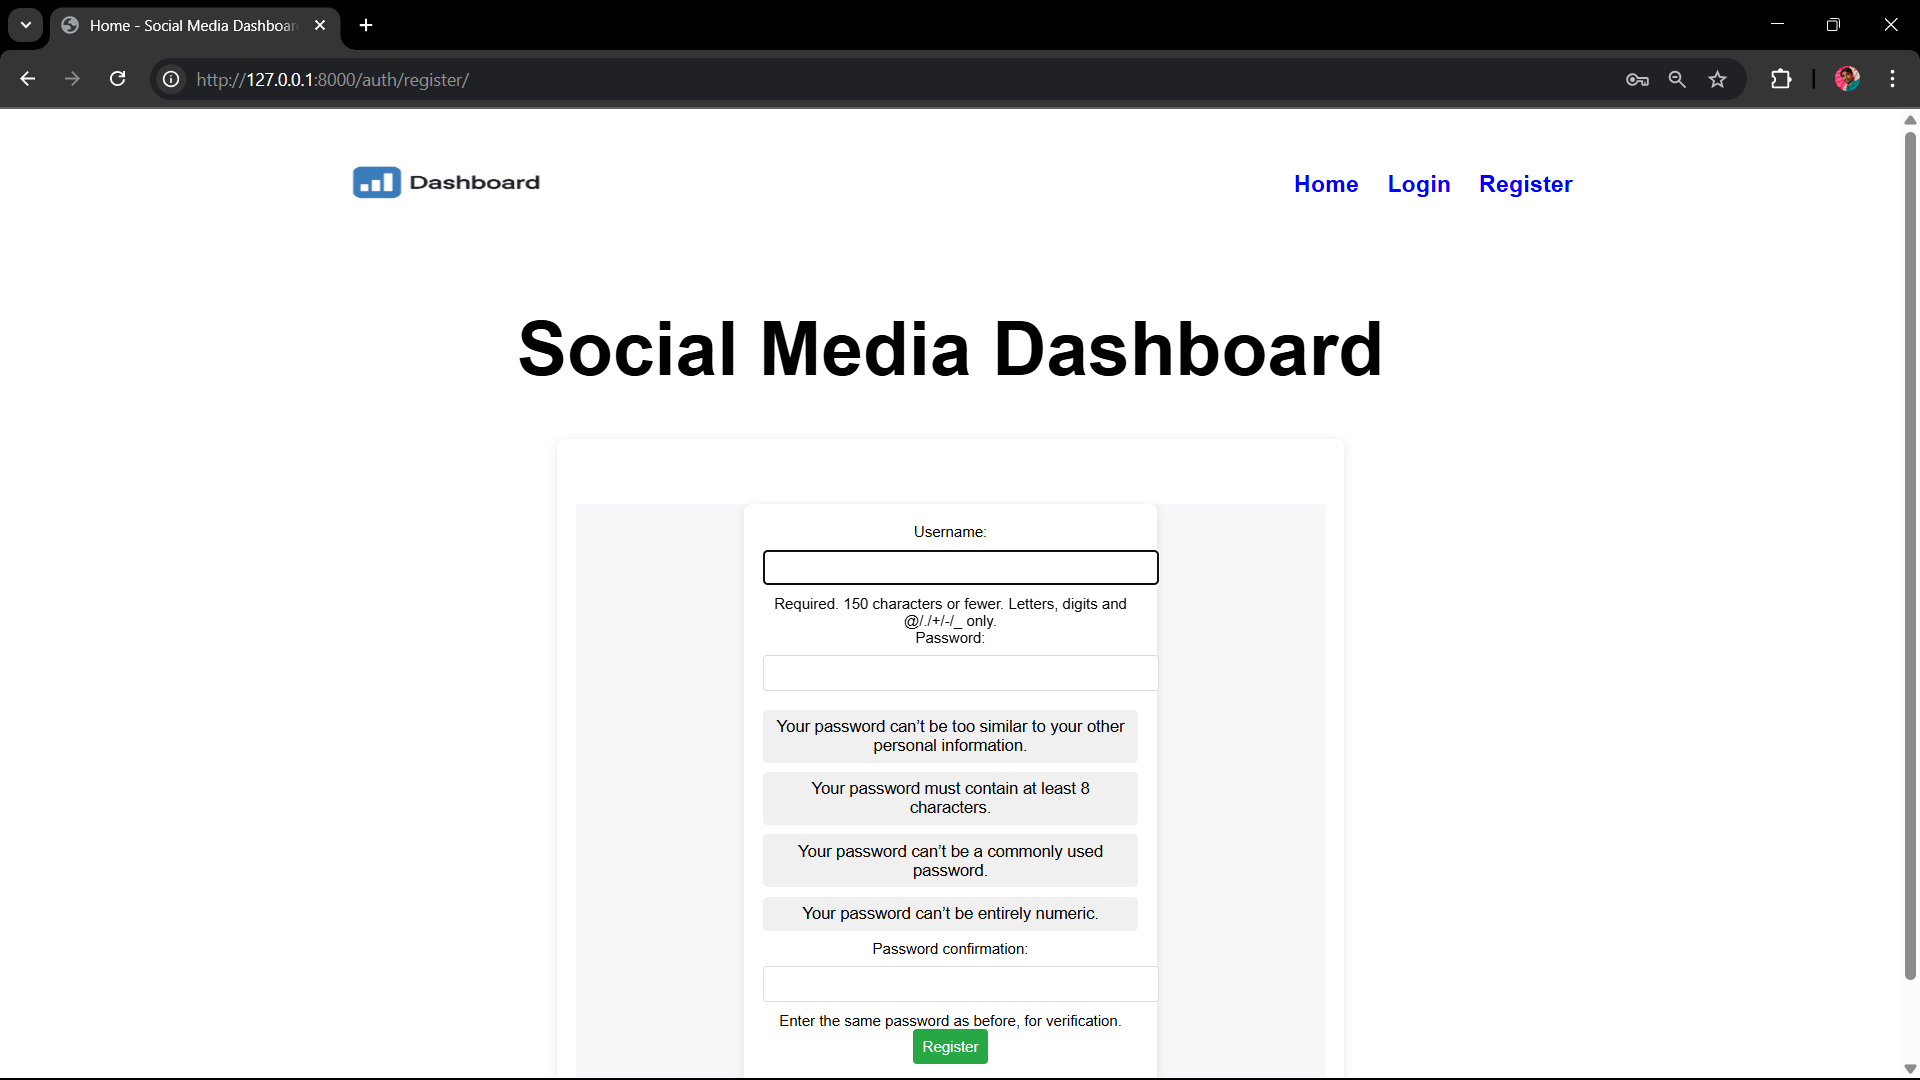 Home - Social Media Dashboar
http://127.0.0.1:8000/auth/register/
Dashboard
Home Login Register
Social Media Dashboard
Username:
Required. 150 characters or fewer. Letters, digits and
@/./+/-/_ only.
Password:
Your password can’t be too similar to your other
personal information.
Your password must contain at least 8
characters.
Your password can’t be a commonly used
password.
Your password can’t be entirely numeric.
Password confirmation:
Enter the same password as before, for verification.
Register